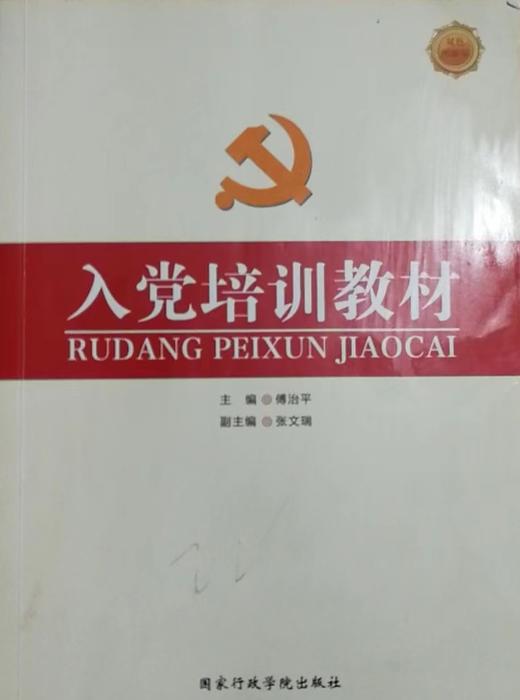 入党培训教材
RUDANG PEIXUN JIAOCAI
主 编 傅治平
副主编 张文瑞
国家行政学院出版社